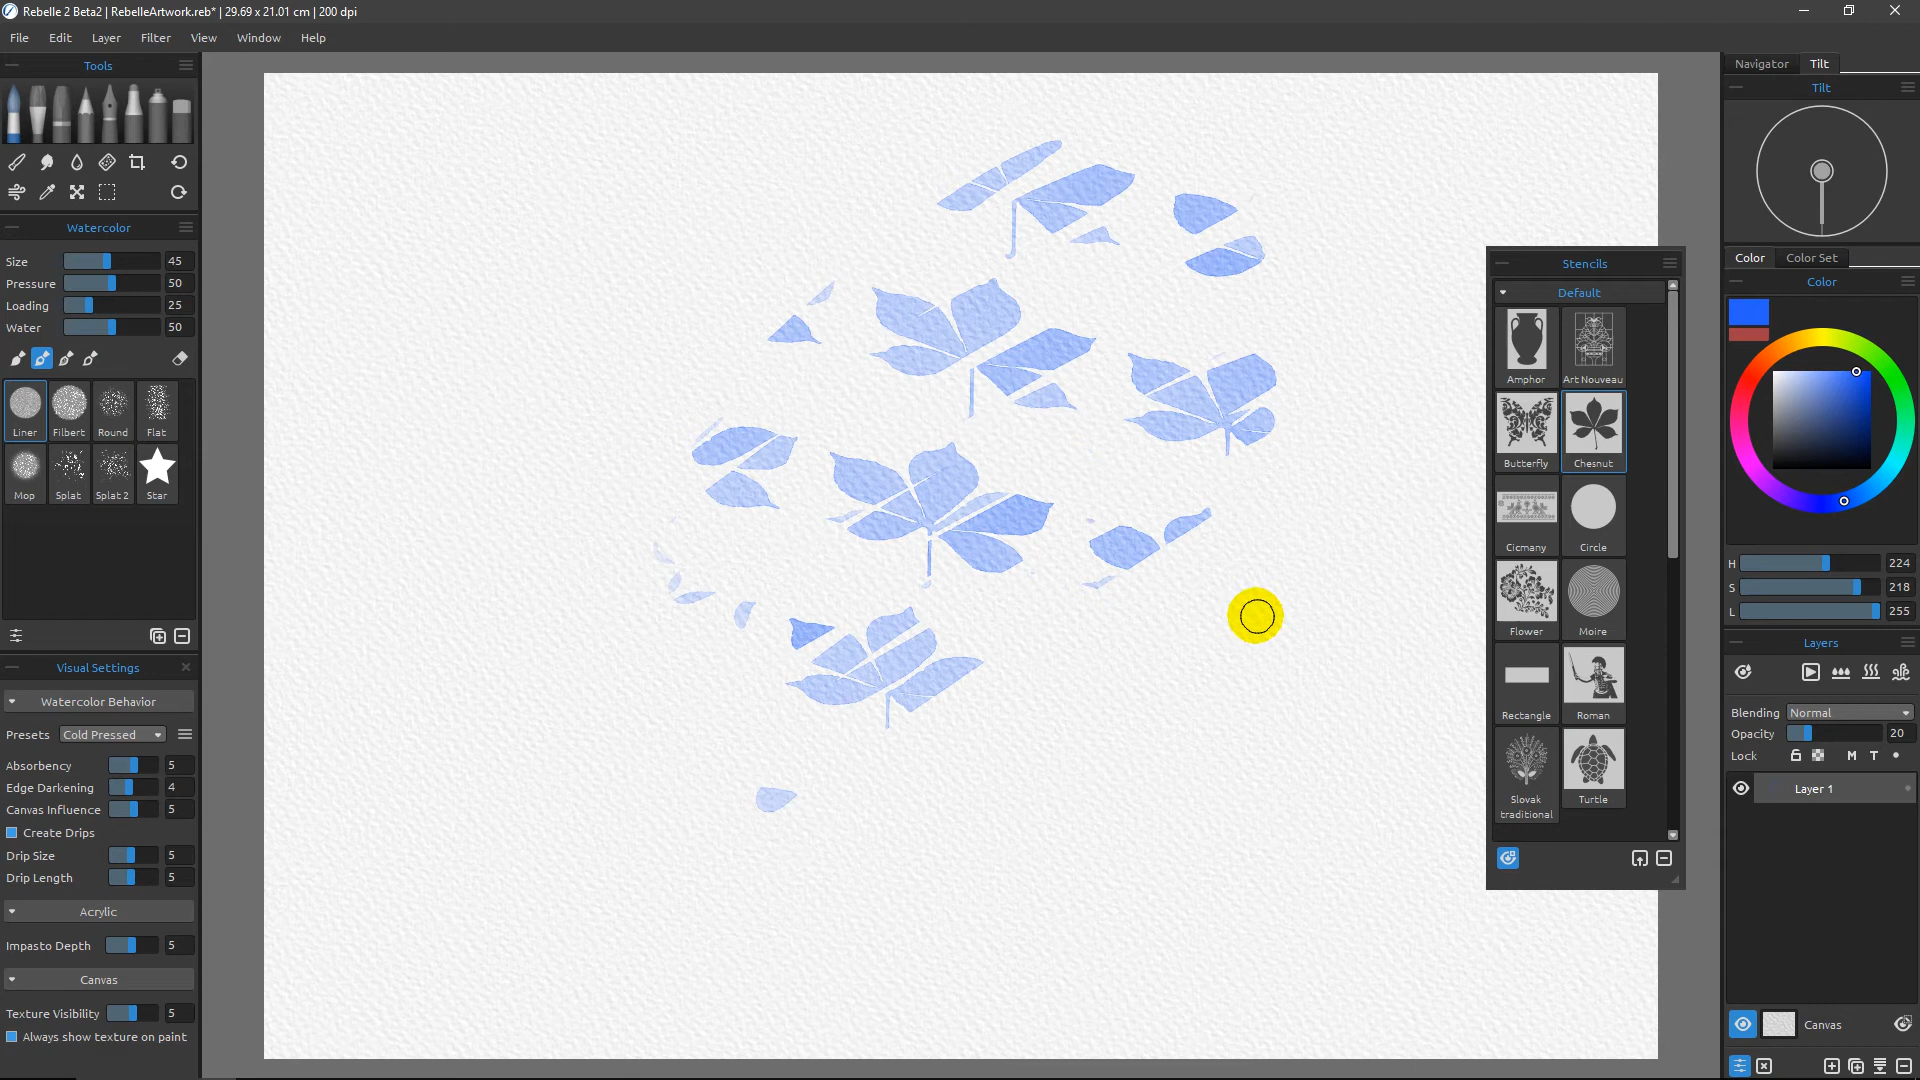 Rebelle 2 Beta2 | RebelleArtwork.reb* | 29.69 x 21.01 cm | 200 dpi
File Edit Layer Filter View Window Help
Tools
Watercolor
Size 45
Pressure 50
Loading 25
Water 50
Liner Filbert Round Flat
Mop Splat Splat 2 Star
Visual Settings
Watercolor Behavior
Presets Cold Pressed
Absorbency 5
Edge Darkening 4
Canvas Influence 5
Create Drips
Drip Size 5
Drip Length 5
Acrylic
Impasto Depth 5
Canvas
Texture Visibility 5
Always show texture on paint
Stencils
Default
Amphor Art Nouveau
Butterfly Chesnut
Cicmany Circle
Flower Moire
Rectangle Roman
Slovak traditional Turtle
Navigator Tilt
Tilt
Color Color Set
Color
H 224
S 218
L 255
Layers
Blending Normal
Opacity 20
Lock M T
Layer 1
Canvas